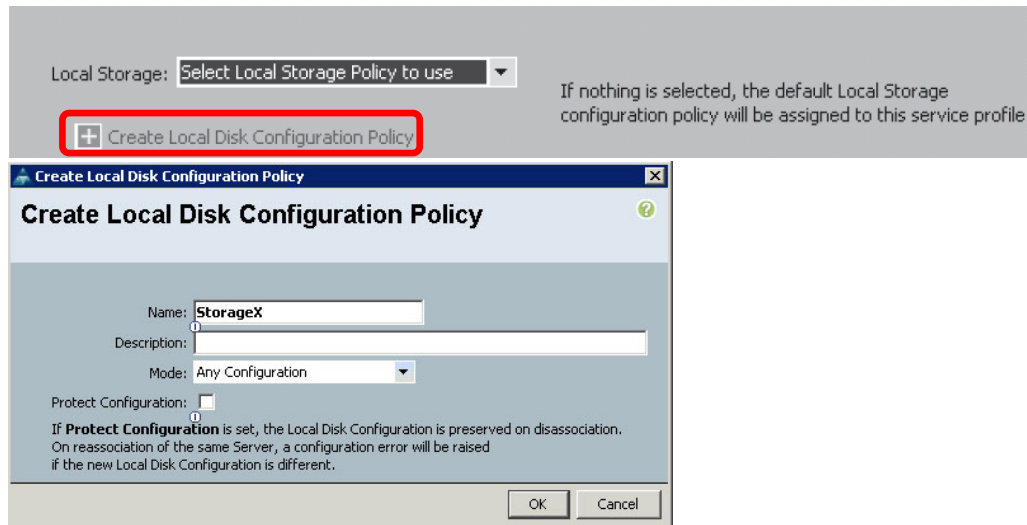 Local Storage: Select Local Storage Policy to use
If nothing is selected, the default Local Storage
configuration policy will be assigned to this service profile
Create Local Disk Configuration Policy
Create Local Disk Configuration Policy
Create Local Disk Configuration Policy
Name: StorageX
Description:
Mode: Any Configuration
Protect Configuration:
If Protect Configuration is set, the Local Disk Configuration is preserved on disassociation.
On reassociation of the same Server, a configuration error will be raised
if the new Local Disk Configuration is different.
OK Cancel